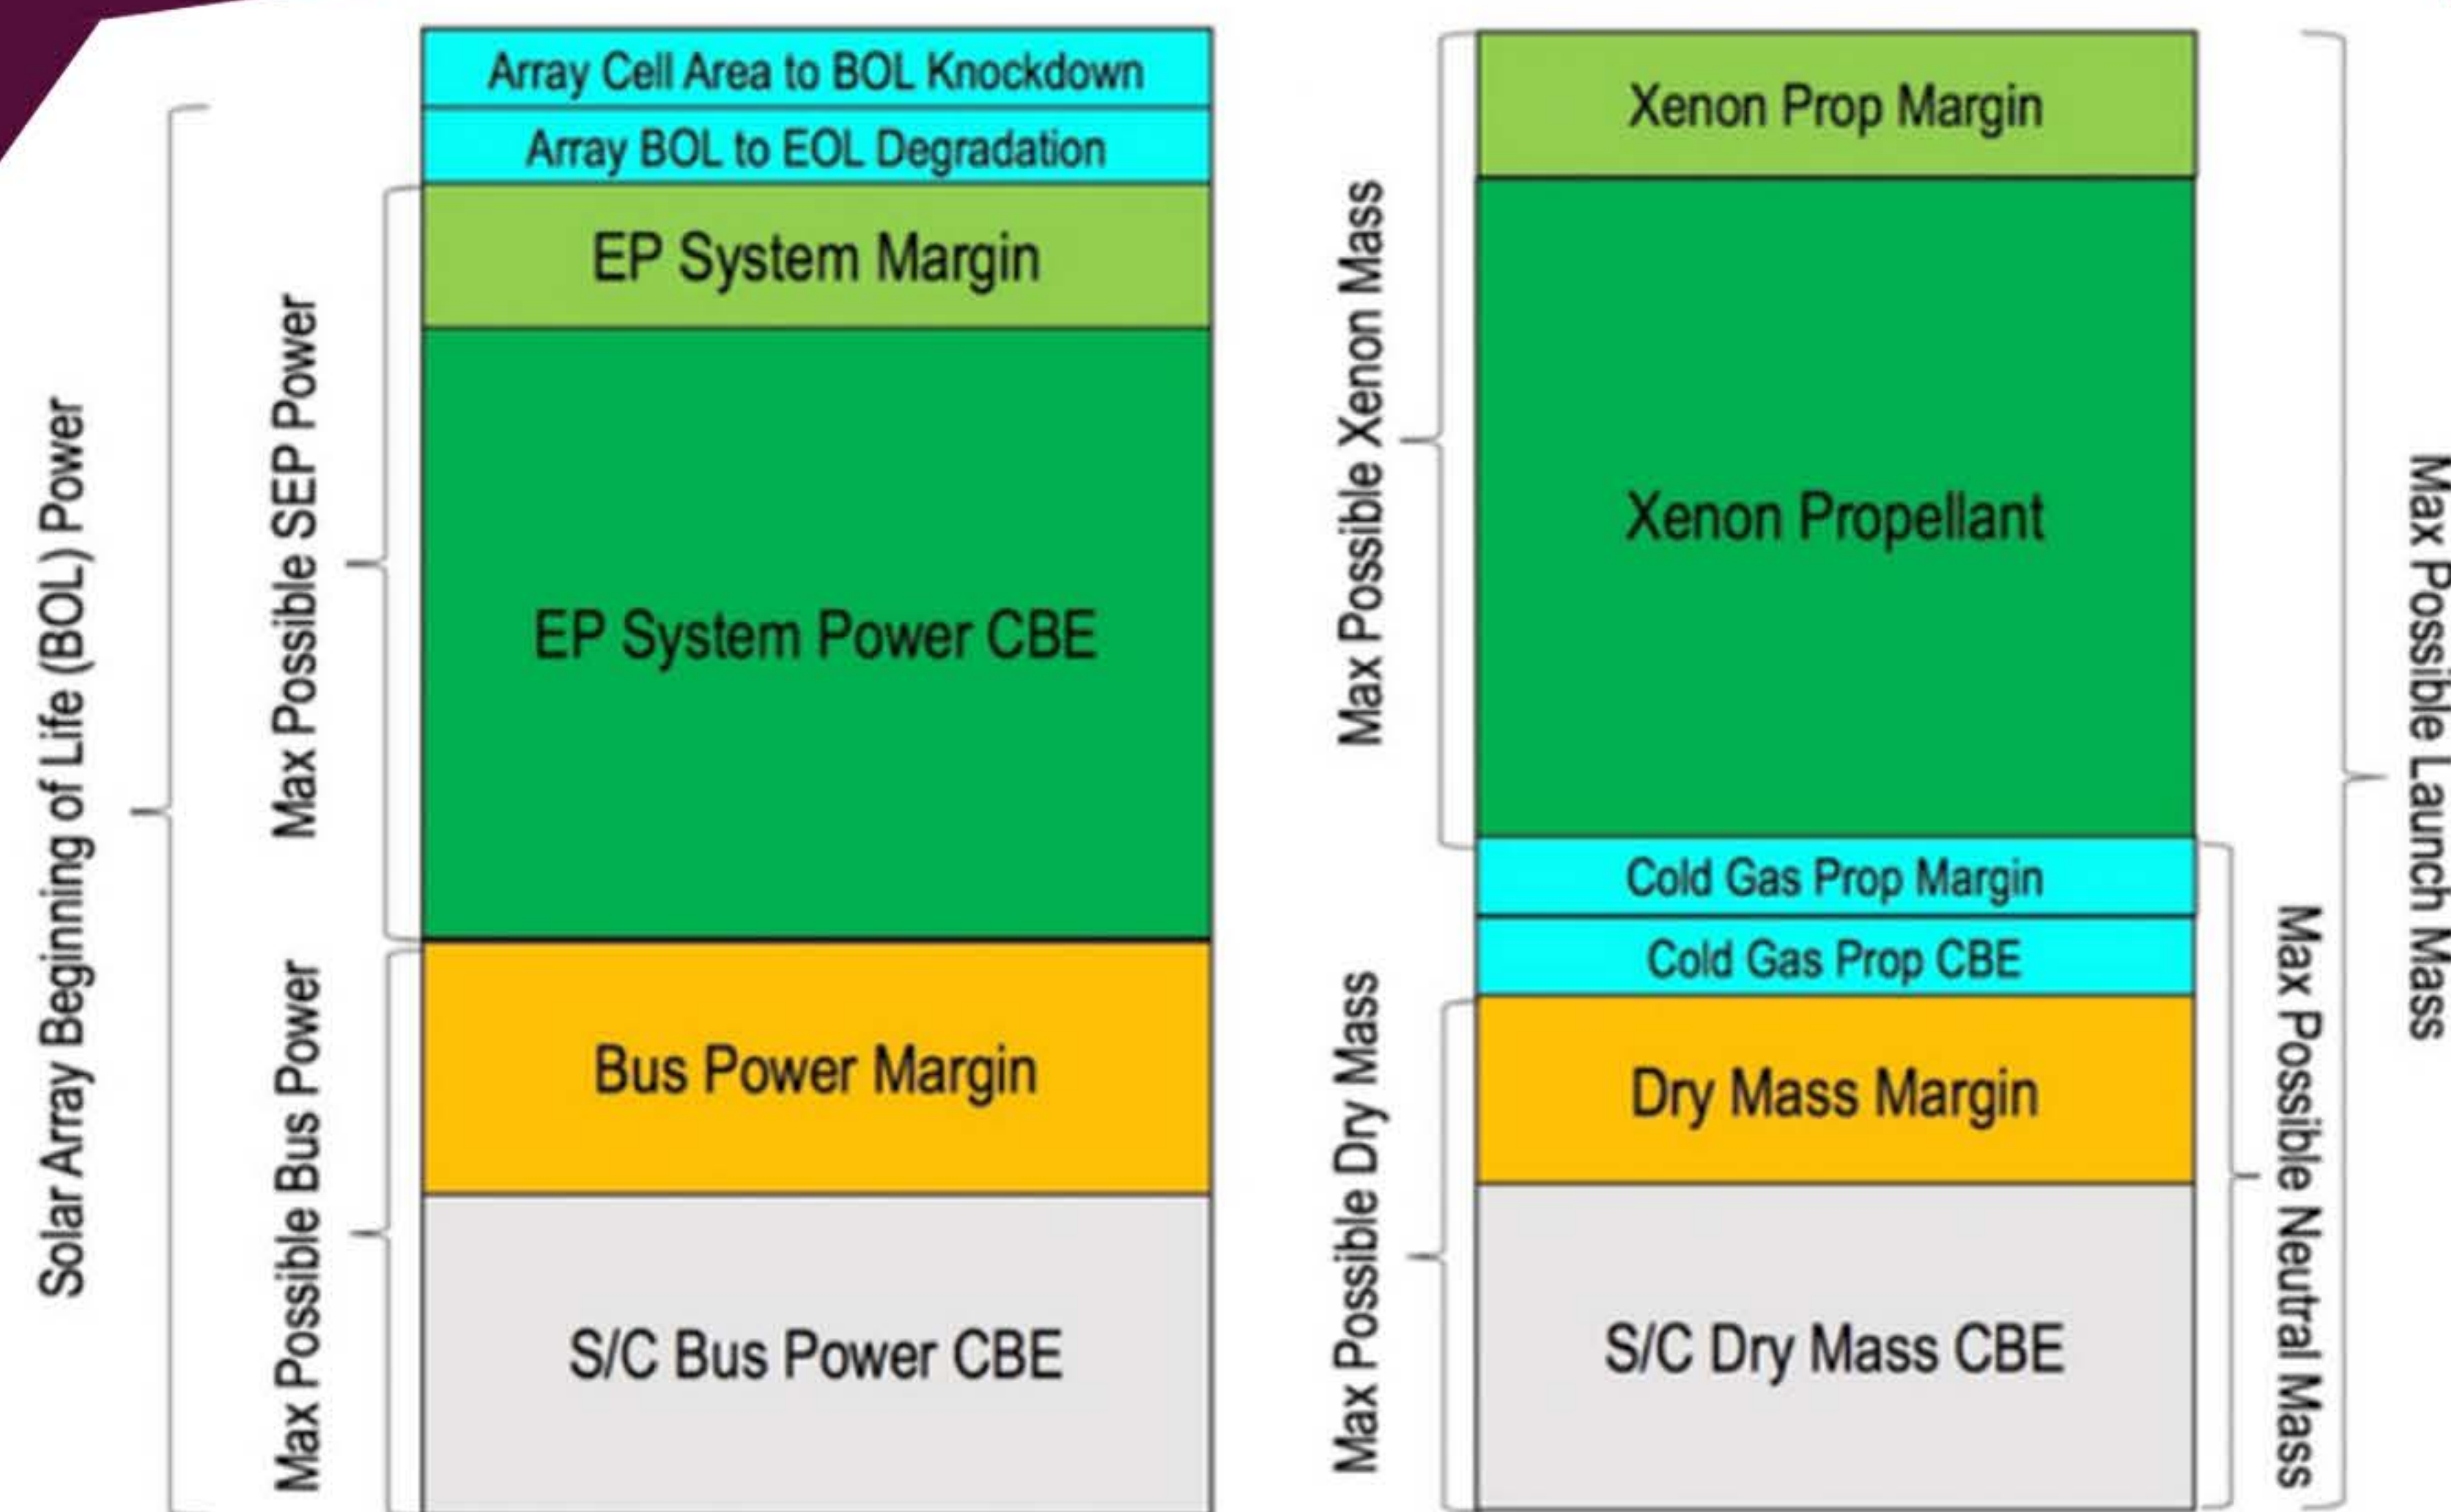 Solar Array Beginning of Life (BOL) Power
Max Possible SEP Power
Max Possible Bus Power
Array Cell Area to BOL Knockdown
Array BOL to EOL Degradation
EP System Margin
EP System Power CBE
Bus Power Margin
S/C Bus Power CBE
Max Possible Xenon Mass
Max Possible Dry Mass
Xenon Prop Margin
Xenon Propellant
Cold Gas Prop Margin
Cold Gas Prop CBE
Dry Mass Margin
S/C Dry Mass CBE
Max Possible Neutral Mass
Max Possible Launch Mass